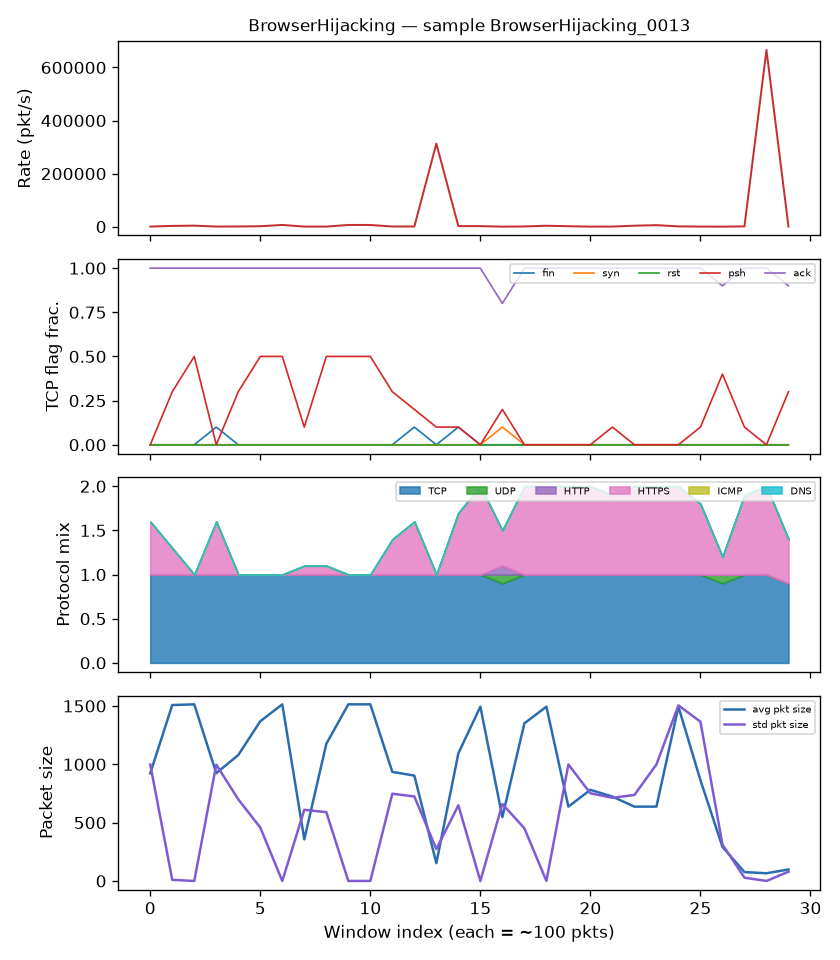 BrowserHijacking — sample BrowserHijacking_0013
Rate (pkt/s)
600000
400000
200000
0
TCP flag frac.
1.00
0.75
0.50
0.25
0.00
fin syn rst psh ack
Protocol mix
2.0
1.5
1.0
0.5
0.0
TCP UDP HTTP HTTPS ICMP DNS
Packet size
1500
1000
500
0
avg pkt size
std pkt size
0 5 10 15 20 25 30
Window index (each = ~100 pkts)